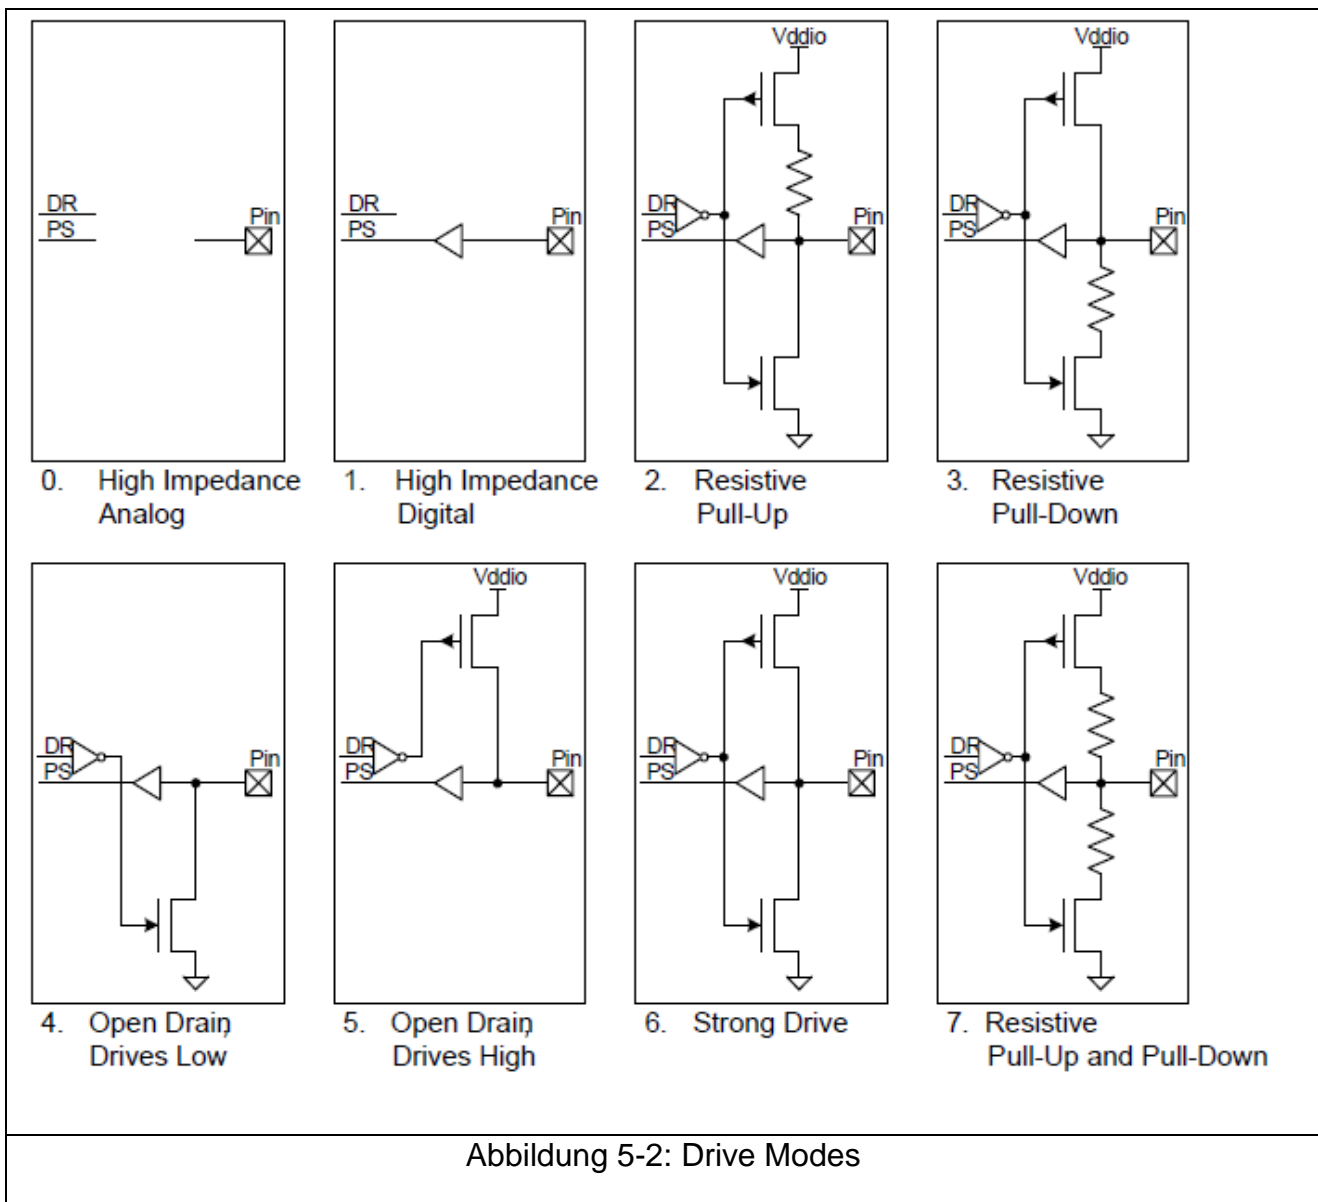 Vddio
Vddio
DR
PS
Pin
DR
PS
Pin
DR
PS
Pin
DR
PS
Pin
0. High Impedance
Analog
1. High Impedance
Digital
2. Resistive
Pull-Up
3. Resistive
Pull-Down
Vddio
Vddio
Vddio
DR
PS
Pin
DR
PS
Pin
DR
PS
Pin
DR
PS
Pin
4. Open Drain,
Drives Low
5. Open Drain,
Drives High
6. Strong Drive
7. Resistive
Pull-Up and Pull-Down
Abbildung 5-2: Drive Modes